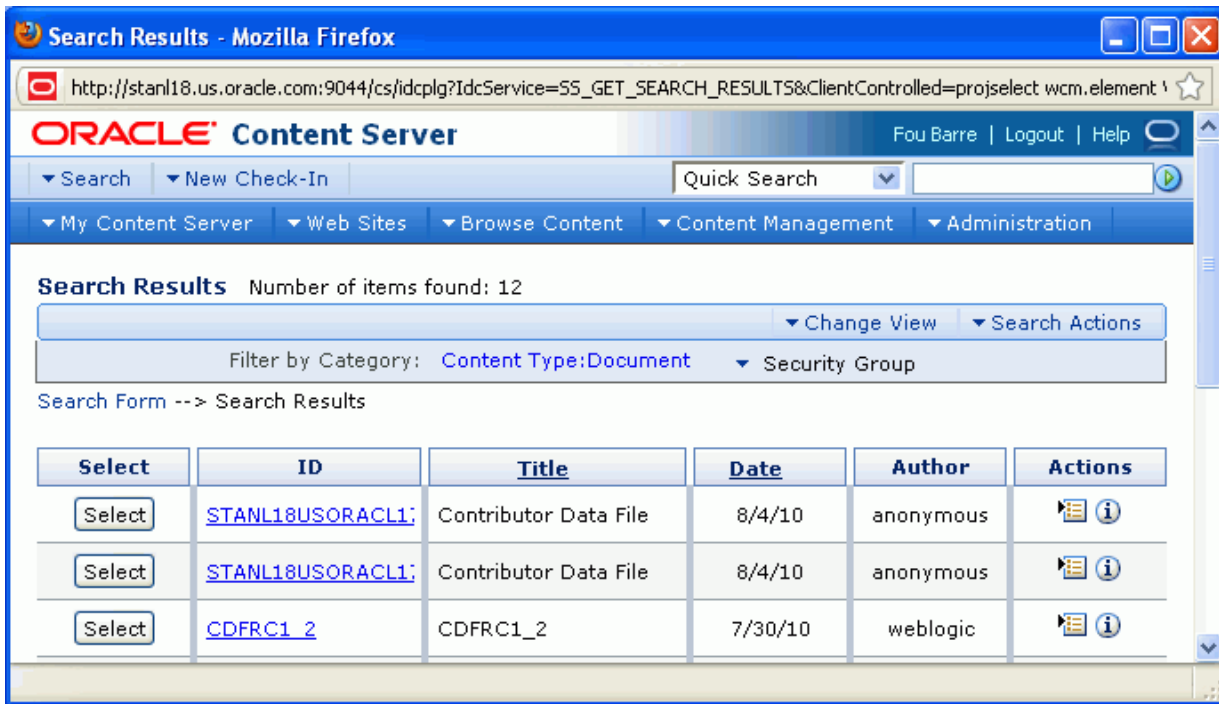 Search Results - Mozilla Firefox
http://stanl18.us.oracle.com:9044/cs/idcplg?IdcService=SS_GET_SEARCH_RESULTS&ClientControlled=projselect wcm.element
ORACLE Content Server Fou Barre | Logout | Help
Search New Check-In Quick Search
My Content Server Web Sites Browse Content Content Management Administration
Search Results Number of items found: 12
Change View Search Actions
Filter by Category: Content Type:Document Security Group
Search Form --> Search Results
Select ID Title Date Author Actions
Select STANL18USORACL17 Contributor Data File 8/4/10 anonymous
Select STANL18USORACL17 Contributor Data File 8/4/10 anonymous
Select CDFRC1_2 CDFRC1_2 7/30/10 weblogic